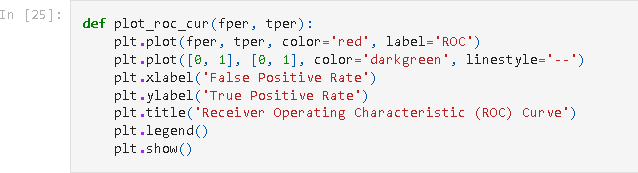 In [25]:
def plot_roc_cur(fper, tper):
    plt.plot(fper, tper, color='red', label='ROC')
    plt.plot([0, 1], [0, 1], color='darkgreen', linestyle='--')
    plt.xlabel('False Positive Rate')
    plt.ylabel('True Positive Rate')
    plt.title('Receiver Operating Characteristic (ROC) Curve')
    plt.legend()
    plt.show()